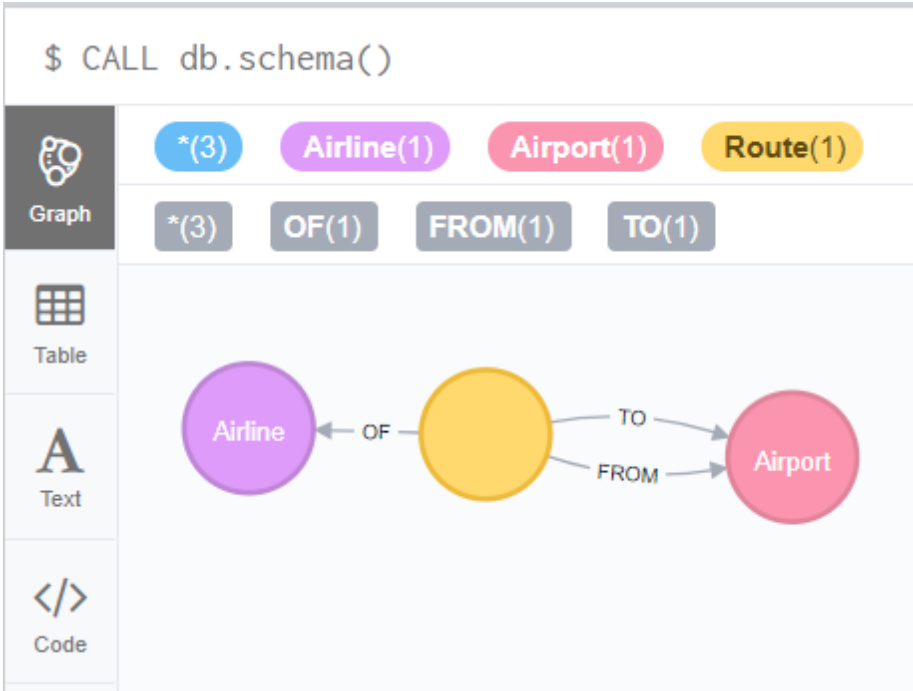 $ CALL db.schema()
*(3) Airline(1) Airport(1) Route(1)
*(3) OF(1) FROM(1) TO(1)
Graph
Table
A
Text
</>
Code
Airline
OF
TO
FROM
Airport